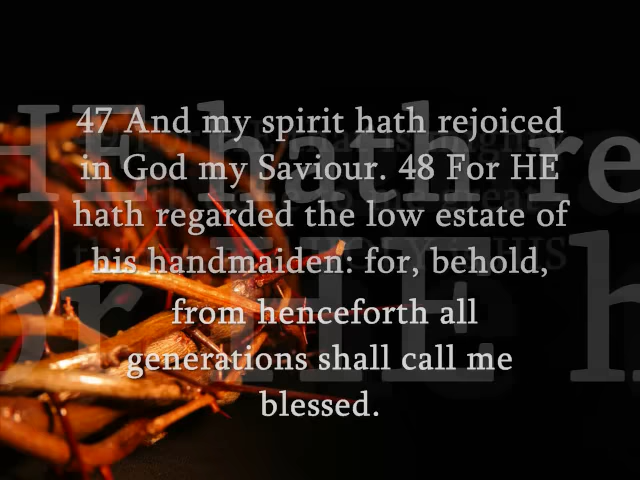 47 And my spirit hath rejoiced
in God my Saviour. 48 For HE
hath regarded the low estate of
his handmaiden: for, behold,
from henceforth all
generations shall call me
blessed.